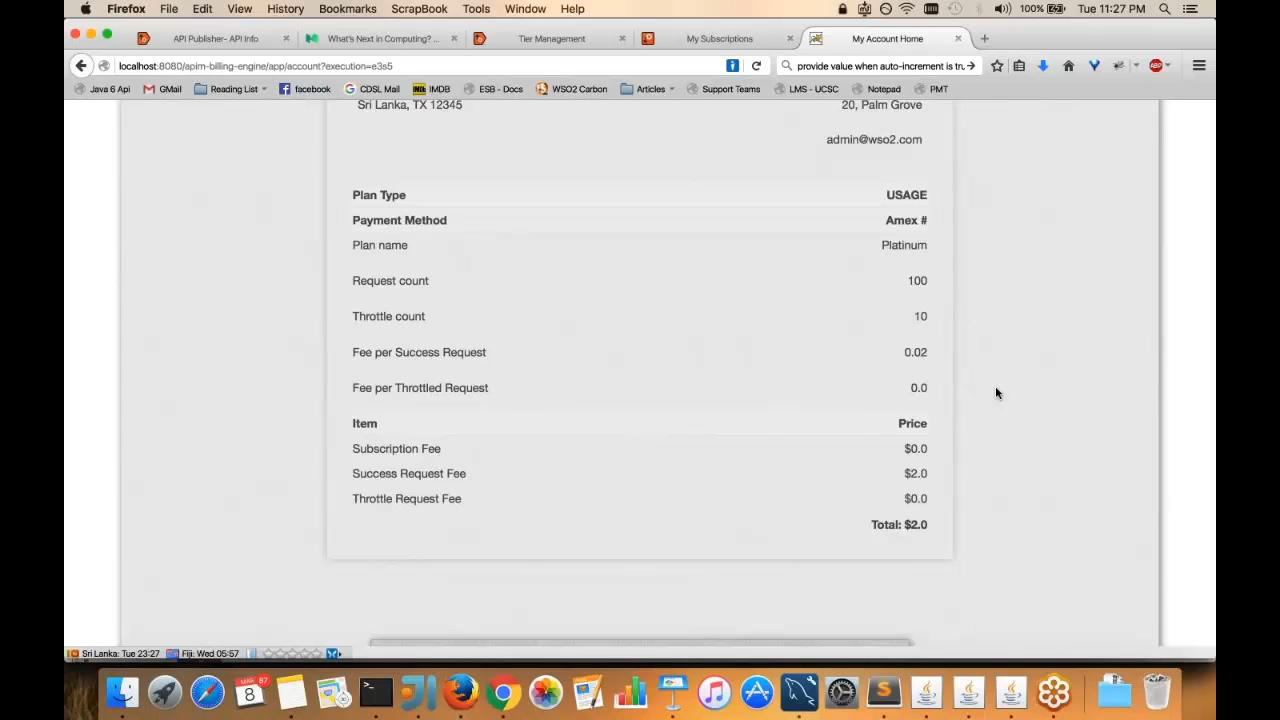 Firefox File Edit View History Bookmarks ScrapBook Tools Window Help 100% Tue 11:27 PM
API Publisher- API Info × What's Next in Computing? ... × Tier Management × My Subscriptions × My Account Home × +
localhost:8080/apim-billing-engine/app/account?execution=e3s5 provide value when auto-increment is tru ABP
Java 6 Api GMail Reading List facebook CDSL Mail IMDB ESB - Docs WSO2 Carbon Articles Support Teams LMS - UCSC Notepad PMT
Sri Lanka, TX 12345 20, Palm Grove
admin@wso2.com
Plan Type USAGE
Payment Method Amex #
Plan name Platinum
Request count 100
Throttle count 10
Fee per Success Request 0.02
Fee per Throttled Request 0.0
Item Price
Subscription Fee $0.0
Success Request Fee $2.0
Throttle Request Fee $0.0
Total: $2.0
Sri Lanka: Tue 23:27 Fiji: Wed 05:57
MAR 87
8